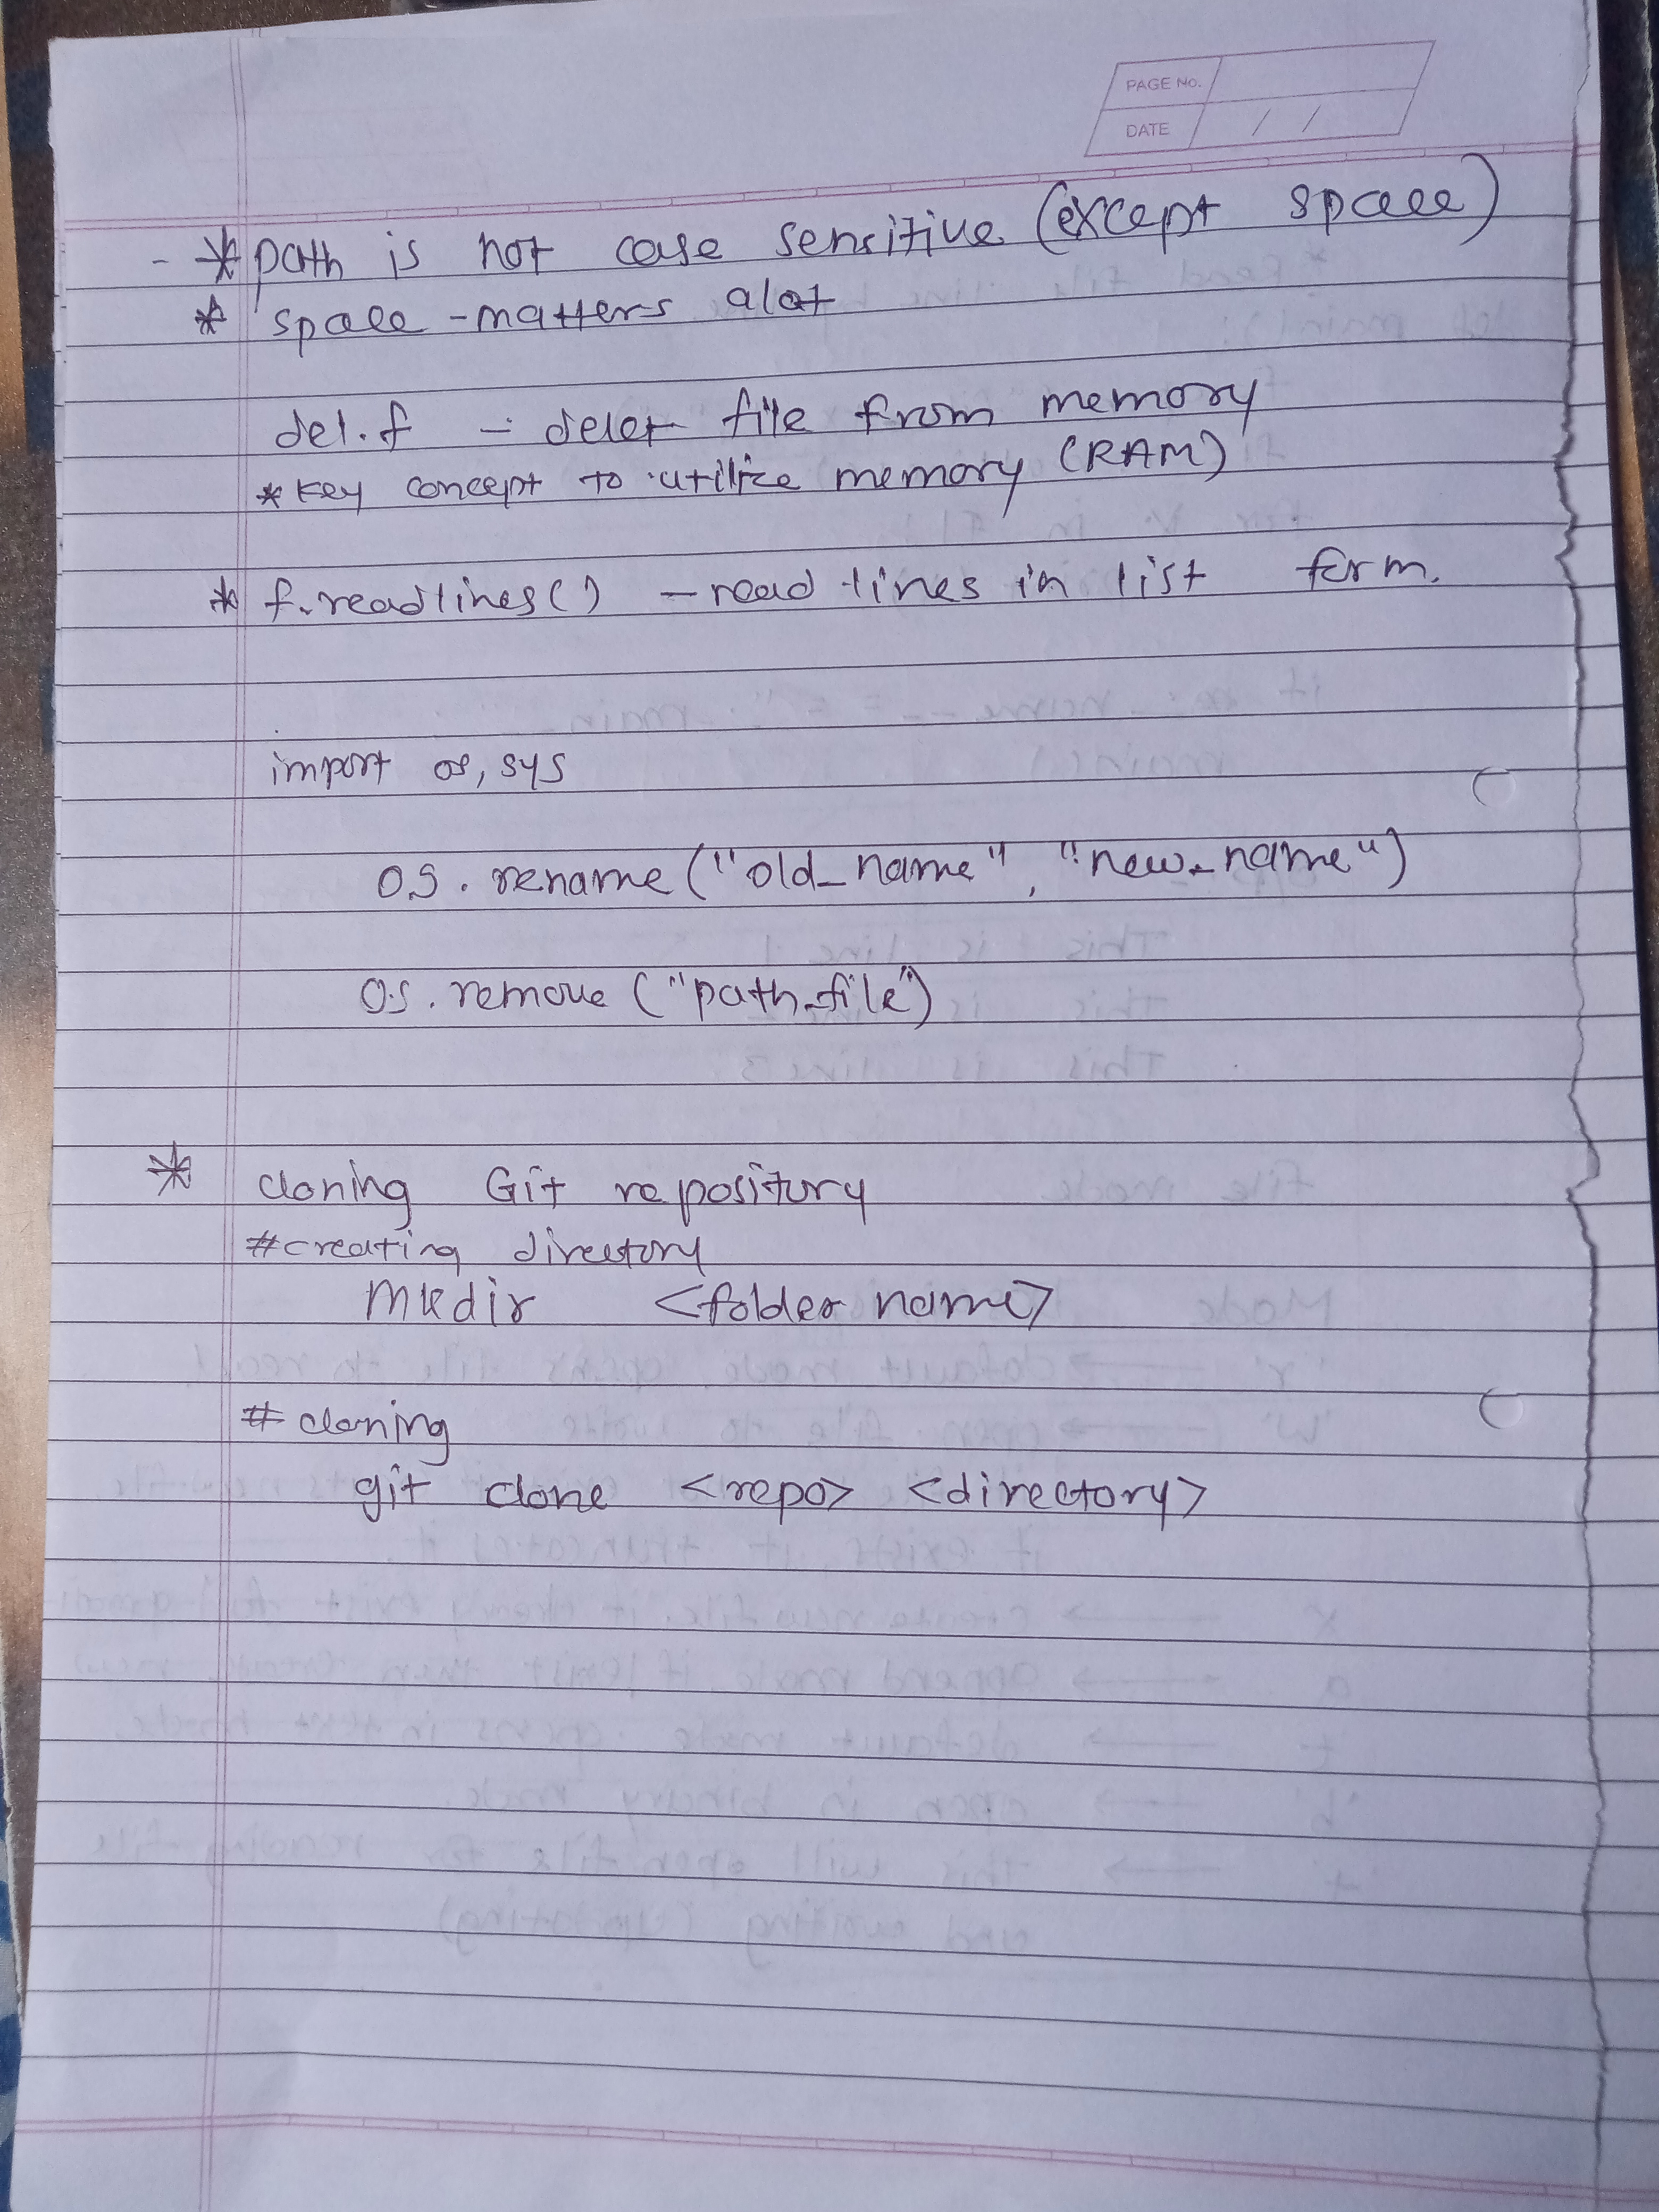 PAGE No.
DATE / /
- * path is not case sensitive (except space)
* space - matters alot
del.f - delet file from memory
* key concept to utilize memory (RAM)
* f.readlines() - read lines in list form.
import os, sys
os.rename("old_name", "new_name")
os.remove("path_file")
* cloning Git repository
#creating directory
mkdir <folder name>
# cloning
git clone <repo> <directory>